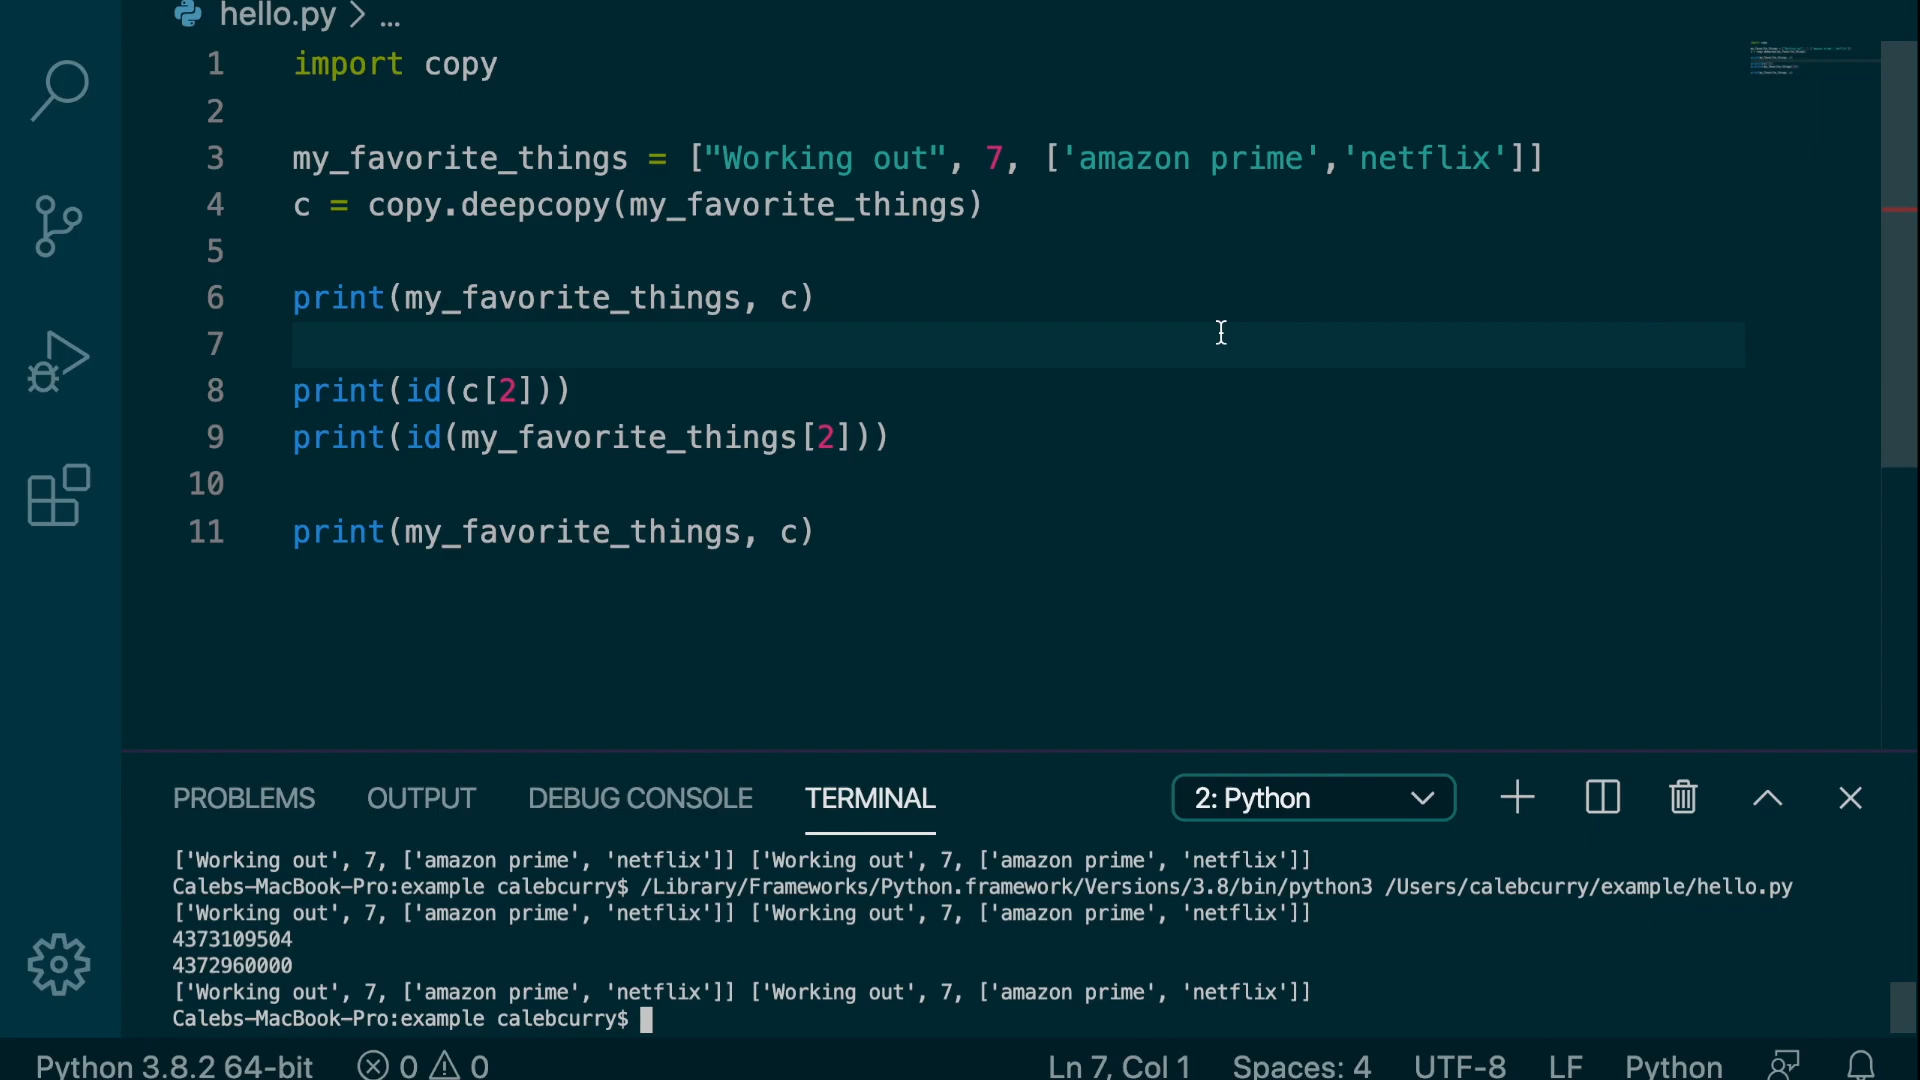 hello.py > ...
1 import copy
2
3 my_favorite_things = ["Working out", 7, ['amazon prime','netflix']]
4 c = copy.deepcopy(my_favorite_things)
5
6 print(my_favorite_things, c)
7
8 print(id(c[2]))
9 print(id(my_favorite_things[2]))
10
11 print(my_favorite_things, c)
PROBLEMS OUTPUT DEBUG CONSOLE TERMINAL 2: Python
['Working out', 7, ['amazon prime', 'netflix']] ['Working out', 7, ['amazon prime', 'netflix']]
Calebs-MacBook-Pro:example calebcurry$ /Library/Frameworks/Python.framework/Versions/3.8/bin/python3 /Users/calebcurry/example/hello.py
['Working out', 7, ['amazon prime', 'netflix']] ['Working out', 7, ['amazon prime', 'netflix']]
4373109504
4372960000
['Working out', 7, ['amazon prime', 'netflix']] ['Working out', 7, ['amazon prime', 'netflix']]
Calebs-MacBook-Pro:example calebcurry$
Python 3.8.2 64-bit 0 0 Ln 7, Col 1 Spaces: 4 UTF-8 LF Python